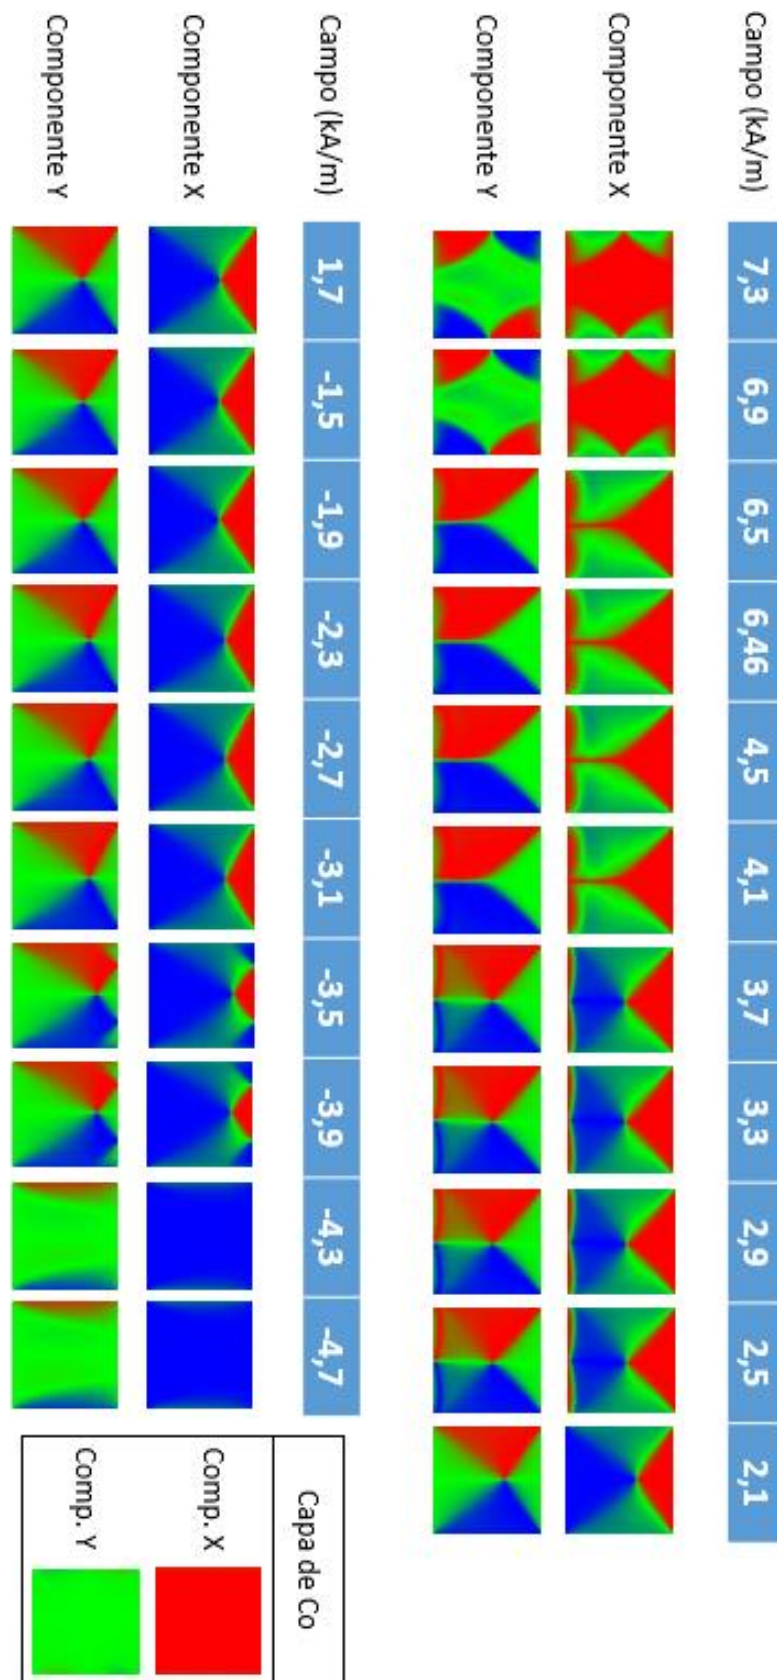 Campo (kA/m) 7,3 6,9 6,5 6,46 4,5 4,1 3,7 3,3 2,9 2,5 2,1
Componente X
Componente Y
Campo (kA/m) 1,7 -1,5 -1,9 -2,3 -2,7 -3,1 -3,5 -3,9 -4,3 -4,7
Componente X
Componente Y
Capa de Co
Comp. X
Comp. Y